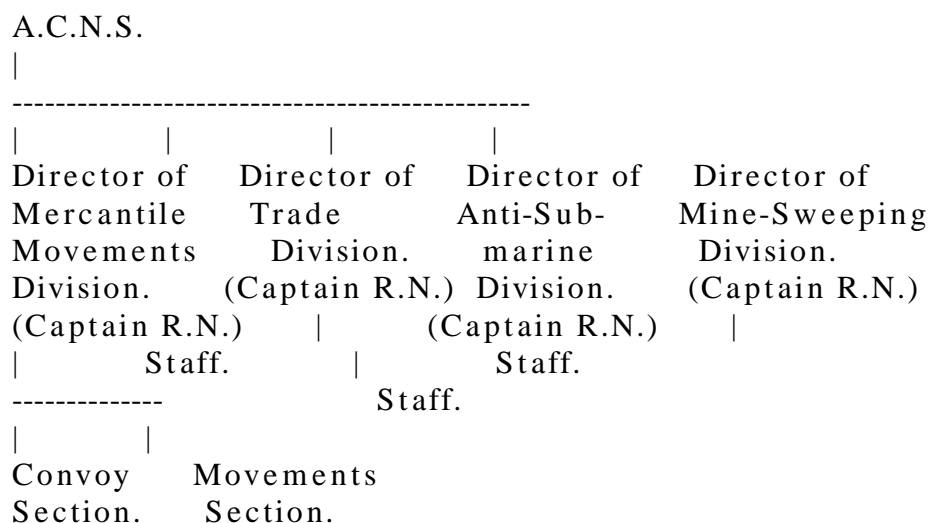 A.C.N.S.
|
------------------------------------------------
| | | |
Director of Director of Director of Director of
Mercantile Trade Anti-Sub- Mine-Sweeping
Movements Division. marine Division.
Division. (Captain R.N.) Division. (Captain R.N.)
(Captain R.N.) | (Captain R.N.) |
| Staff. | Staff.
-------------- Staff.
| |
Convoy Movements
Section. Section.